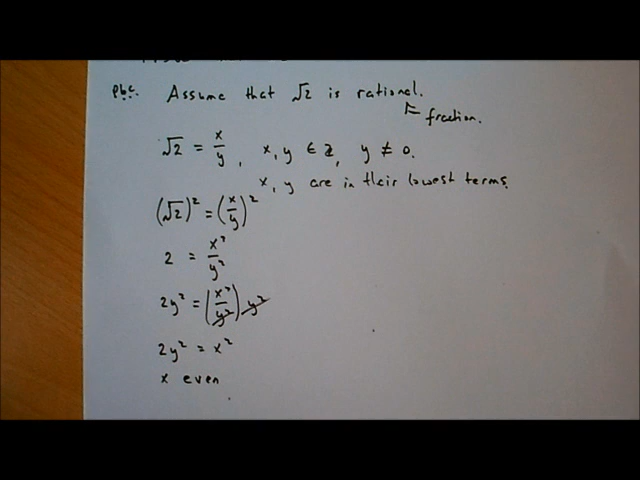 pbc. Assume that √2 is rational.
fraction.
√2 = x/y, x, y ∈ Z, y ≠ 0.
x, y are in their lowest terms.
(√2)² = (x/y)²
2 = x²/y²
2y² = (x²/y²) y²
2y² = x²
x even